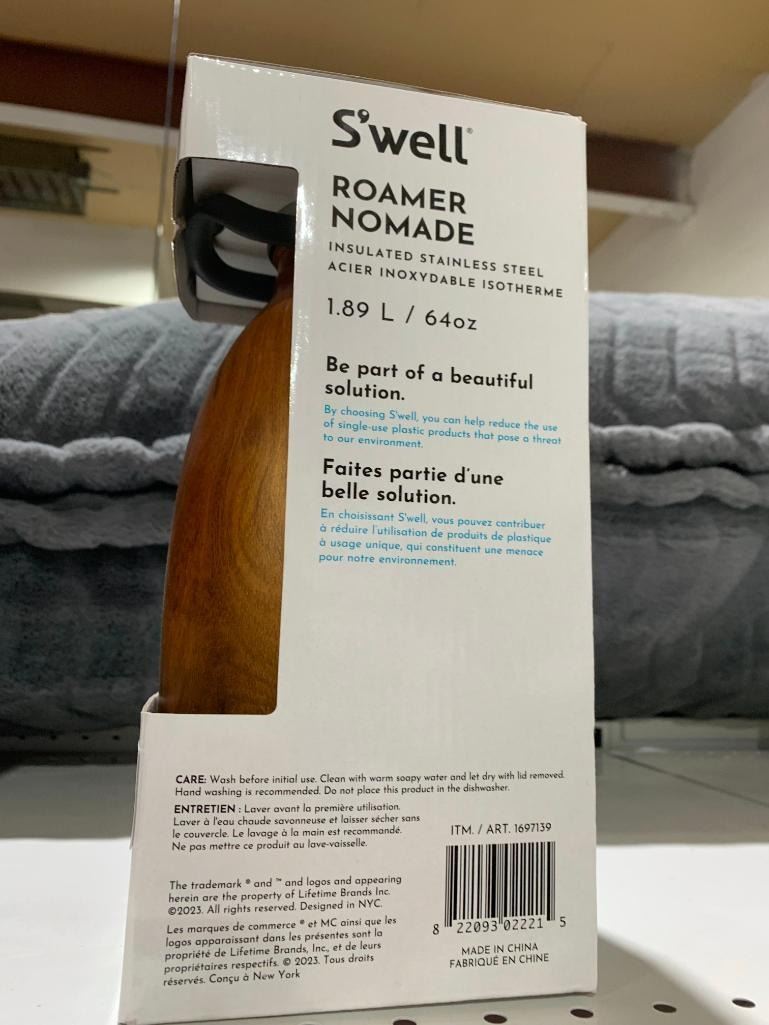 S'well®
ROAMER
NOMADE
INSULATED STAINLESS STEEL
ACIER INOXYDABLE ISOTHERME
1.89 L / 64oz
Be part of a beautiful
solution.
By choosing S'well, you can help reduce the use
of single-use plastic products that pose a threat
to our environment.
Faites partie d'une
belle solution.
En choisissant S'well, vous pouvez contribuer
à réduire l'utilisation de produits de plastique
à usage unique, qui constituent une menace
pour notre environnement.
CARE: Wash before initial use. Clean with warm soapy water and let dry with lid removed.
Hand washing is recommended. Do not place this product in the dishwasher.
ENTRETIEN : Laver avant la première utilisation.
Laver à l'eau chaude savonneuse et laisser sécher sans
le couvercle. Le lavage à la main est recommandé.
Ne pas mettre ce produit au lave-vaisselle.
The trademark ® and ™ and logos and appearing
herein are the property of Lifetime Brands Inc.
©2023. All rights reserved. Designed in NYC.
Les marques de commerce ® et MC ainsi que les
logos apparaissant dans les présentes sont la
propriété de Lifetime Brands, Inc., et de leurs
propriétaires respectifs. © 2023. Tous droits
réservés. Conçu à New York
ITM. / ART. 1697139
8 22093 02221 5
MADE IN CHINA
FABRIQUÉ EN CHINE